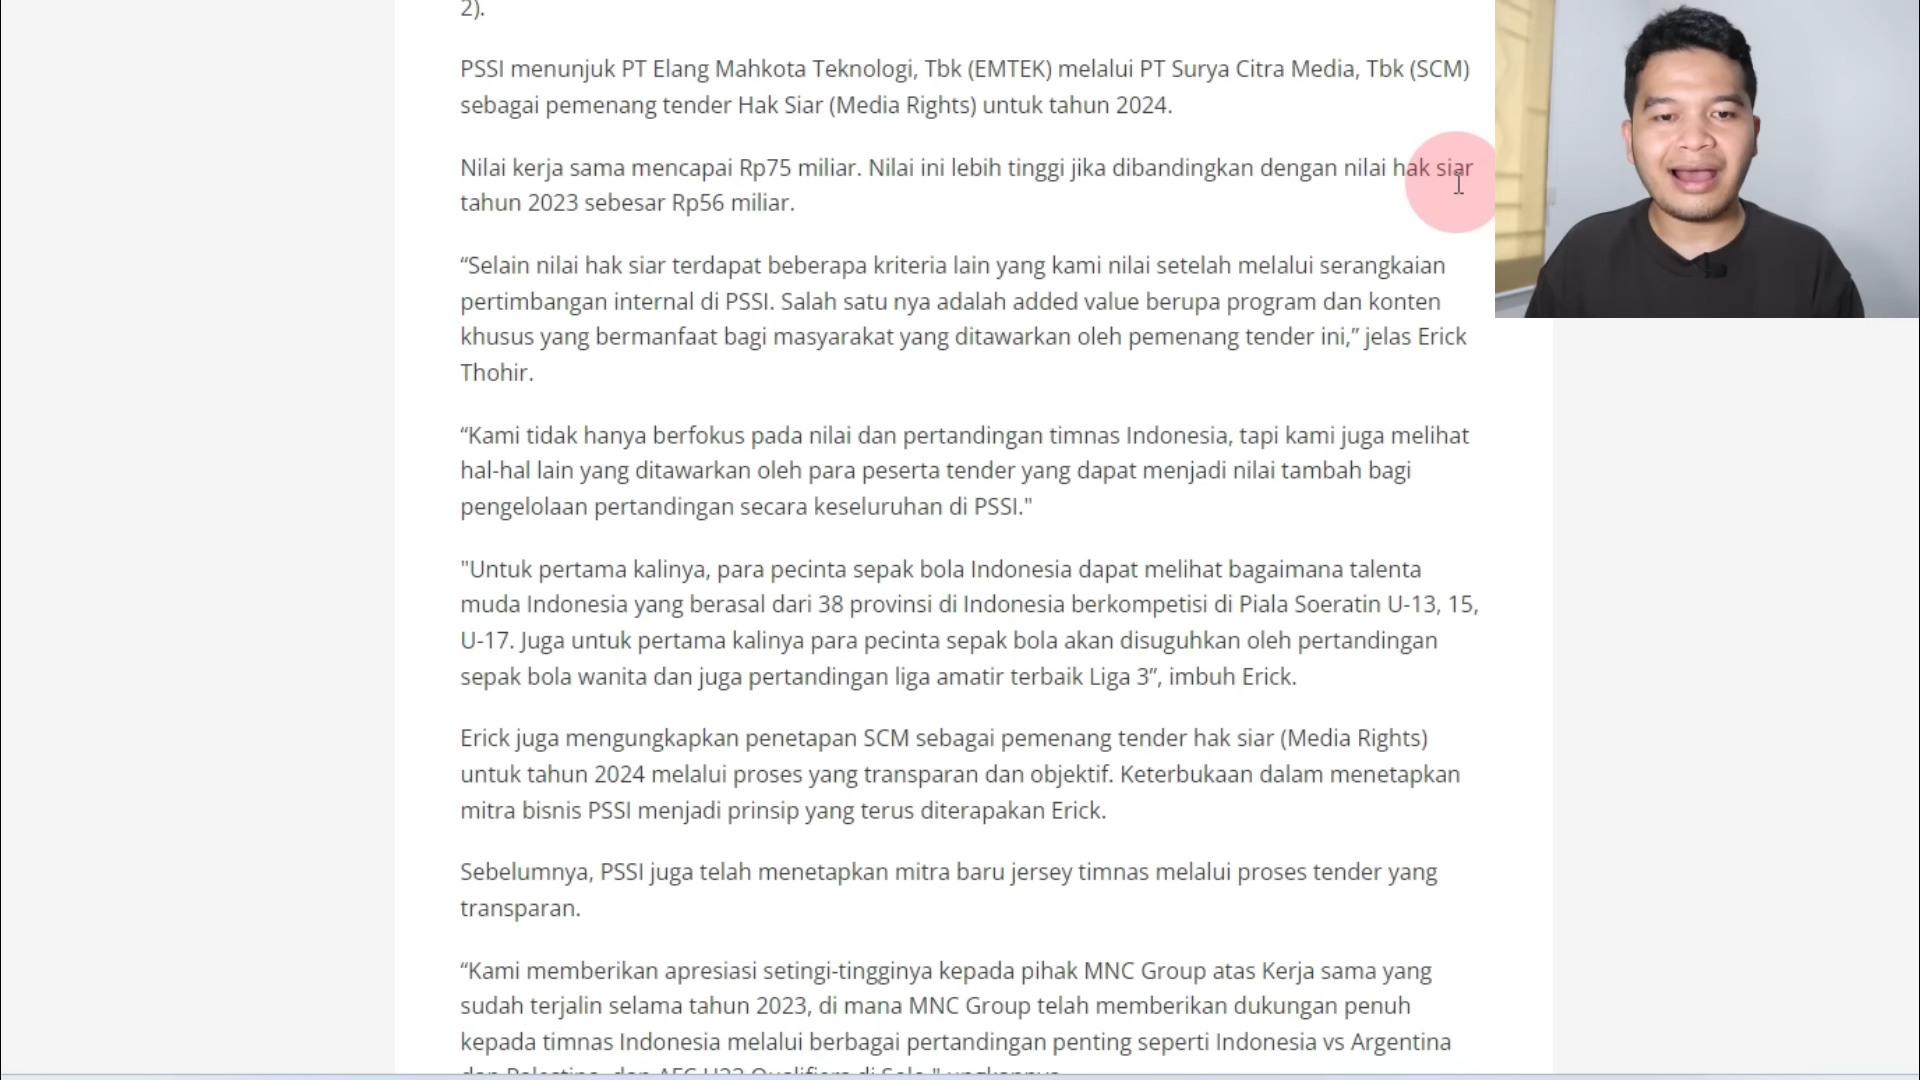 2).
PSSI menunjuk PT Elang Mahkota Teknologi, Tbk (EMTEK) melalui PT Surya Citra Media, Tbk (SCM)
sebagai pemenang tender Hak Siar (Media Rights) untuk tahun 2024.
Nilai kerja sama mencapai Rp75 miliar. Nilai ini lebih tinggi jika dibandingkan dengan nilai hak siar
tahun 2023 sebesar Rp56 miliar.
“Selain nilai hak siar terdapat beberapa kriteria lain yang kami nilai setelah melalui serangkaian
pertimbangan internal di PSSI. Salah satu nya adalah added value berupa program dan konten
khusus yang bermanfaat bagi masyarakat yang ditawarkan oleh pemenang tender ini,” jelas Erick
Thohir.
“Kami tidak hanya berfokus pada nilai dan pertandingan timnas Indonesia, tapi kami juga melihat
hal-hal lain yang ditawarkan oleh para peserta tender yang dapat menjadi nilai tambah bagi
pengelolaan pertandingan secara keseluruhan di PSSI."
"Untuk pertama kalinya, para pecinta sepak bola Indonesia dapat melihat bagaimana talenta
muda Indonesia yang berasal dari 38 provinsi di Indonesia berkompetisi di Piala Soeratin U-13, 15,
U-17. Juga untuk pertama kalinya para pecinta sepak bola akan disuguhkan oleh pertandingan
sepak bola wanita dan juga pertandingan liga amatir terbaik Liga 3”, imbuh Erick.
Erick juga mengungkapkan penetapan SCM sebagai pemenang tender hak siar (Media Rights)
untuk tahun 2024 melalui proses yang transparan dan objektif. Keterbukaan dalam menetapkan
mitra bisnis PSSI menjadi prinsip yang terus diterapakan Erick.
Sebelumnya, PSSI juga telah menetapkan mitra baru jersey timnas melalui proses tender yang
transparan.
“Kami memberikan apresiasi setingi-tingginya kepada pihak MNC Group atas Kerja sama yang
sudah terjalin selama tahun 2023, di mana MNC Group telah memberikan dukungan penuh
kepada timnas Indonesia melalui berbagai pertandingan penting seperti Indonesia vs Argentina
dan Palestina, dan AFC U23 Qualifiers di Solo," ungkapnya.